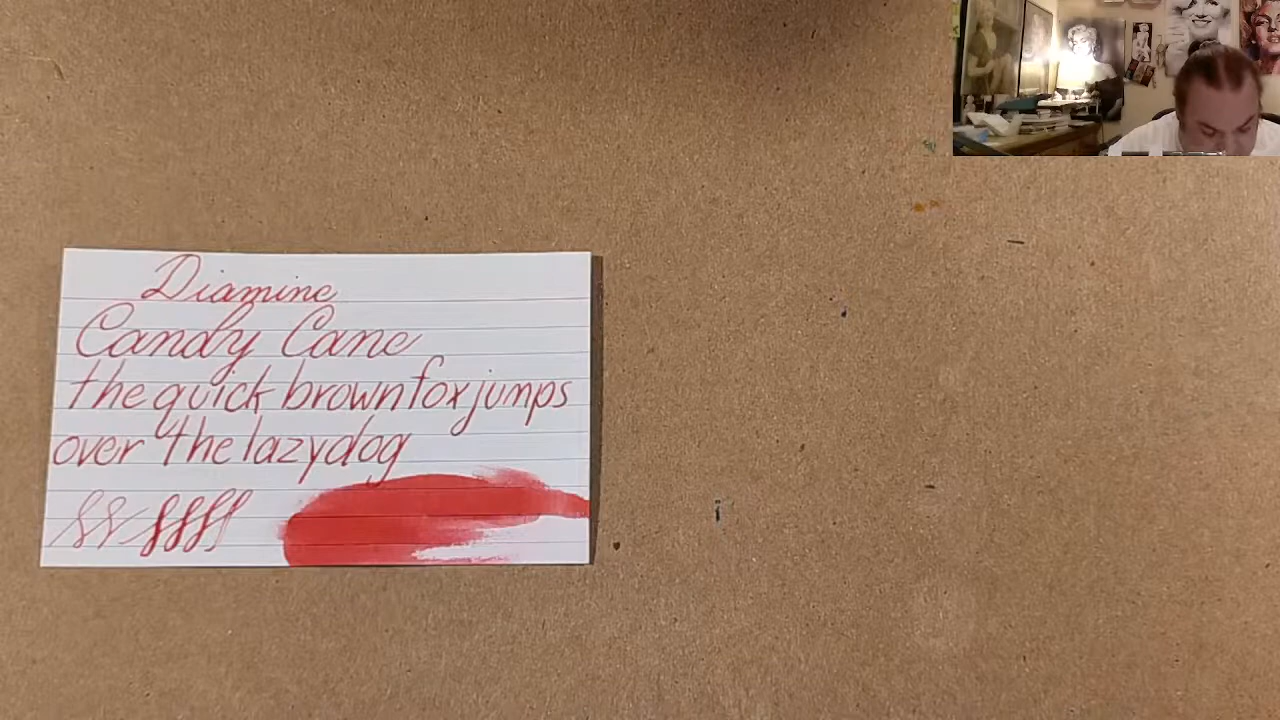 Diamine
Candy Cane
the quick brown fox jumps
over the lazy dog